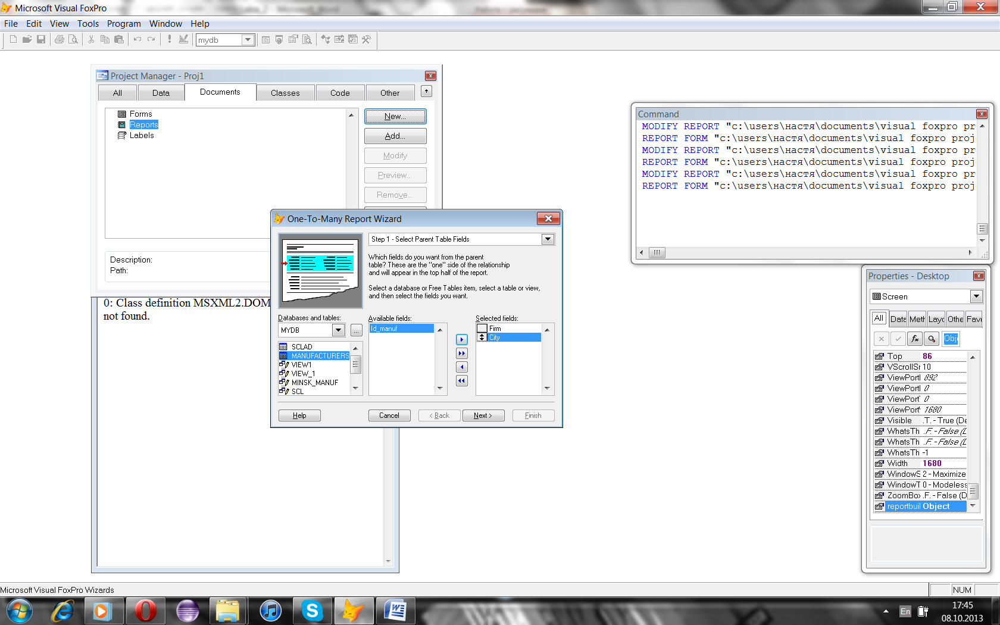 Microsoft Visual FoxPro
File Edit View Tools Program Window Help
mydb
Project Manager - Proj1
All Data Documents Classes Code Other
Forms
Reports
Labels
New...
Add...
Modify
Preview...
Remove...
Description:
Path:
0: Class definition MSXML2.DOM
not found.
One-To-Many Report Wizard
Step 1 - Select Parent Table Fields
Which fields do you want from the parent
table? These are the "one" side of the relationship
and will appear in the top half of the report.
Select a database or Free Tables item, select a table or view,
and then select the fields you want.
Databases and tables:
MYDB
...
SCLAD
MANUFACTURERS
VIEW1
VIEW_1
MINSK_MANUF
SCL
Available fields:
Id_manuf
Selected fields:
Firm
City
Help Cancel < Back Next > Finish
Command
MODIFY REPORT "c:\users\настя\documents\visual foxpro pr
REPORT FORM "c:\users\настя\documents\visual foxpro proj
MODIFY REPORT "c:\users\настя\documents\visual foxpro pr
REPORT FORM "c:\users\настя\documents\visual foxpro proj
MODIFY REPORT "c:\users\настя\documents\visual foxpro pr
REPORT FORM "c:\users\настя\documents\visual foxpro proj
Properties - Desktop
Screen
All Data Meth Layo Othe Favo
Obj
Top 86
VScrollSr 10
ViewPortl 892
ViewPortl 0
ViewPort 0
ViewPort 1680
Visible .T. - True (De
WhatsTh .F. - False (D
WhatsTh .F. - False (D
WhatsTh -1
Width 1680
WindowS 2 - Maximize
WindowT 0 - Modeless
ZoomBox .F. - False (D
reportbuil Object
Microsoft Visual FoxPro Wizards
NUM
En
17:45
08.10.2013